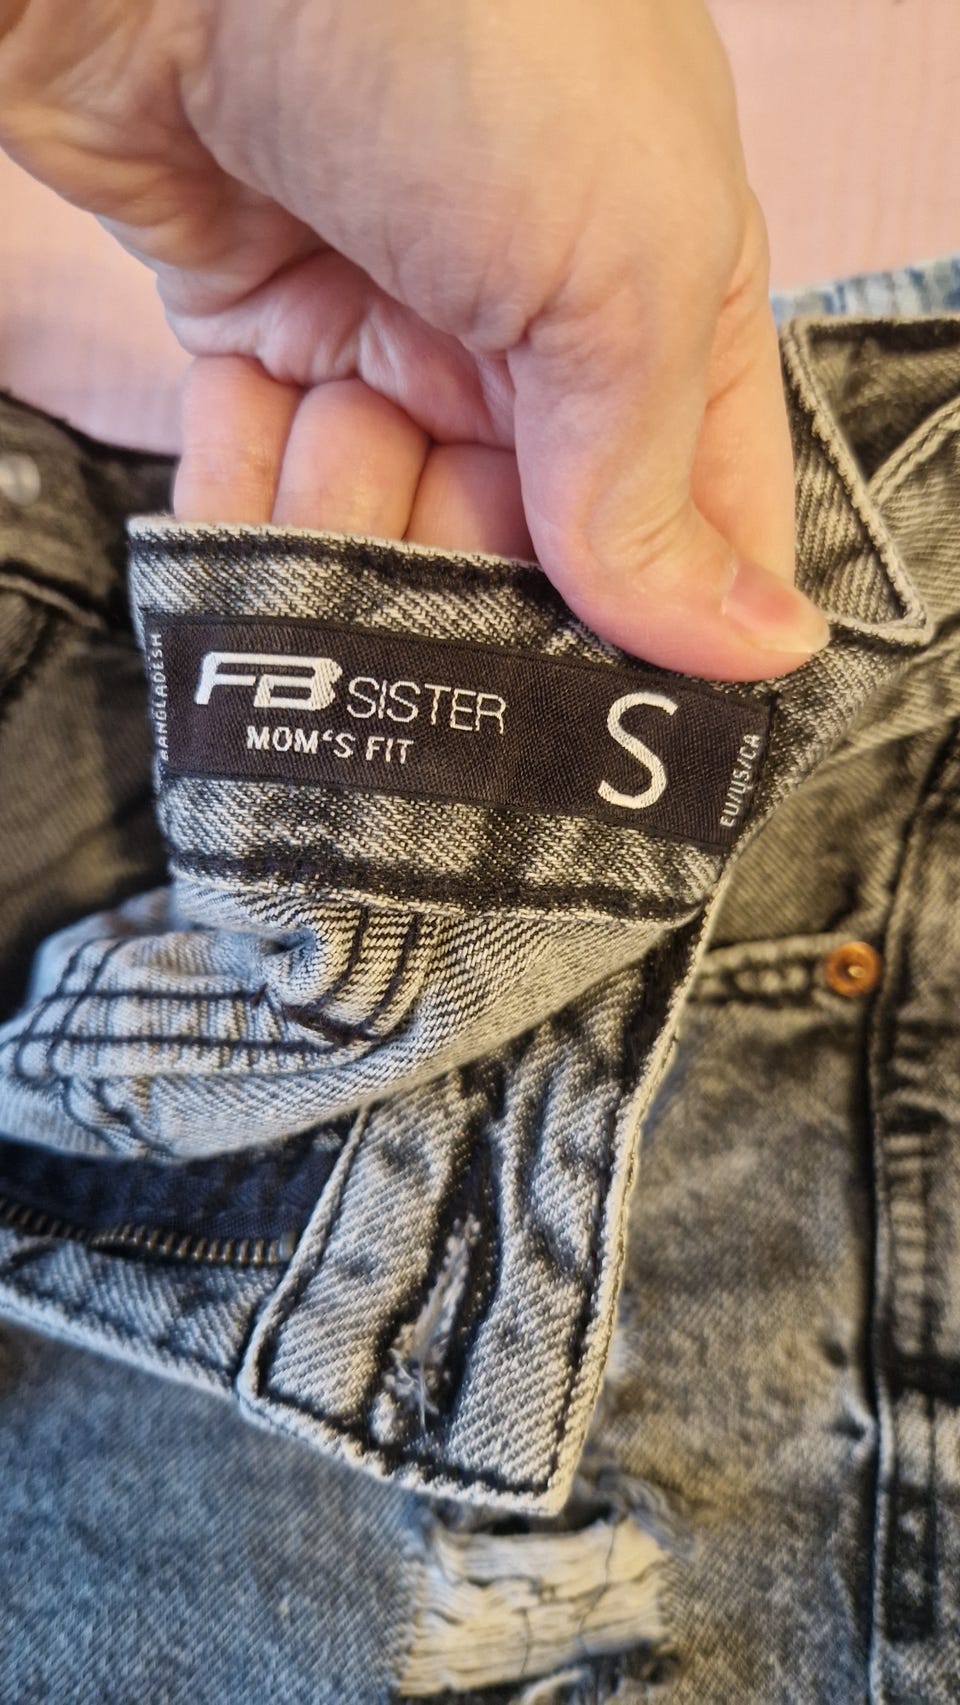 BANGLADESH
FB SISTER
MOM‘S FIT
S
EU/US/CA